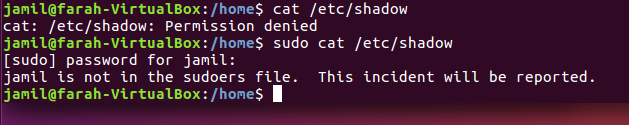 jamil@farah-VirtualBox:/home$ cat /etc/shadow
cat: /etc/shadow: Permission denied
jamil@farah-VirtualBox:/home$ sudo cat /etc/shadow
[sudo] password for jamil:
jamil is not in the sudoers file.  This incident will be reported.
jamil@farah-VirtualBox:/home$